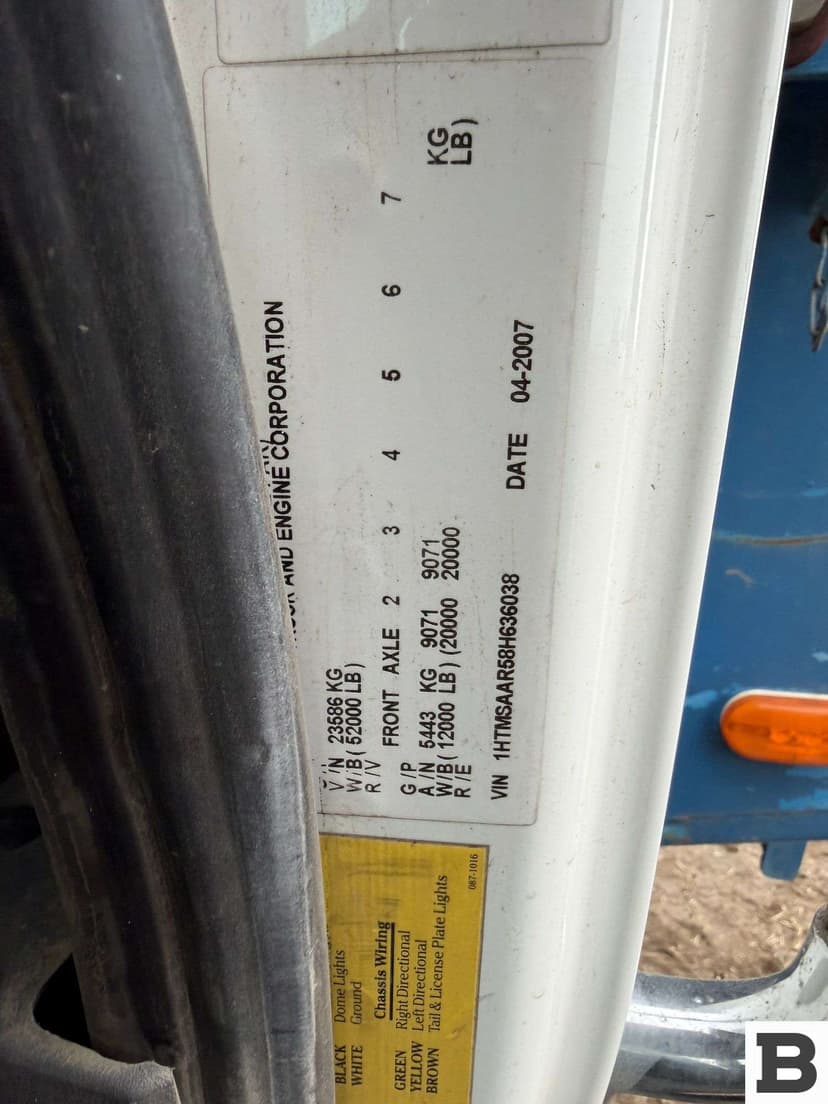 AND ENGINE CORPORATION
V/N 23586 KG
W/B ( 52000 LB )
R/V
FRONT AXLE 2 3 4 5 6 7
G/P
A/N 5443 KG 9071 9071 KG
W/B ( 12000 LB ) (20000 20000 LB )
R/E
VIN 1HTMSAAR58H636038 DATE 04-2007
BLACK Dome Lights
WHITE Ground
Chassis Wiring
GREEN Right Directional
YELLOW Left Directional
BROWN Tail & License Plate Lights
087-1016
B